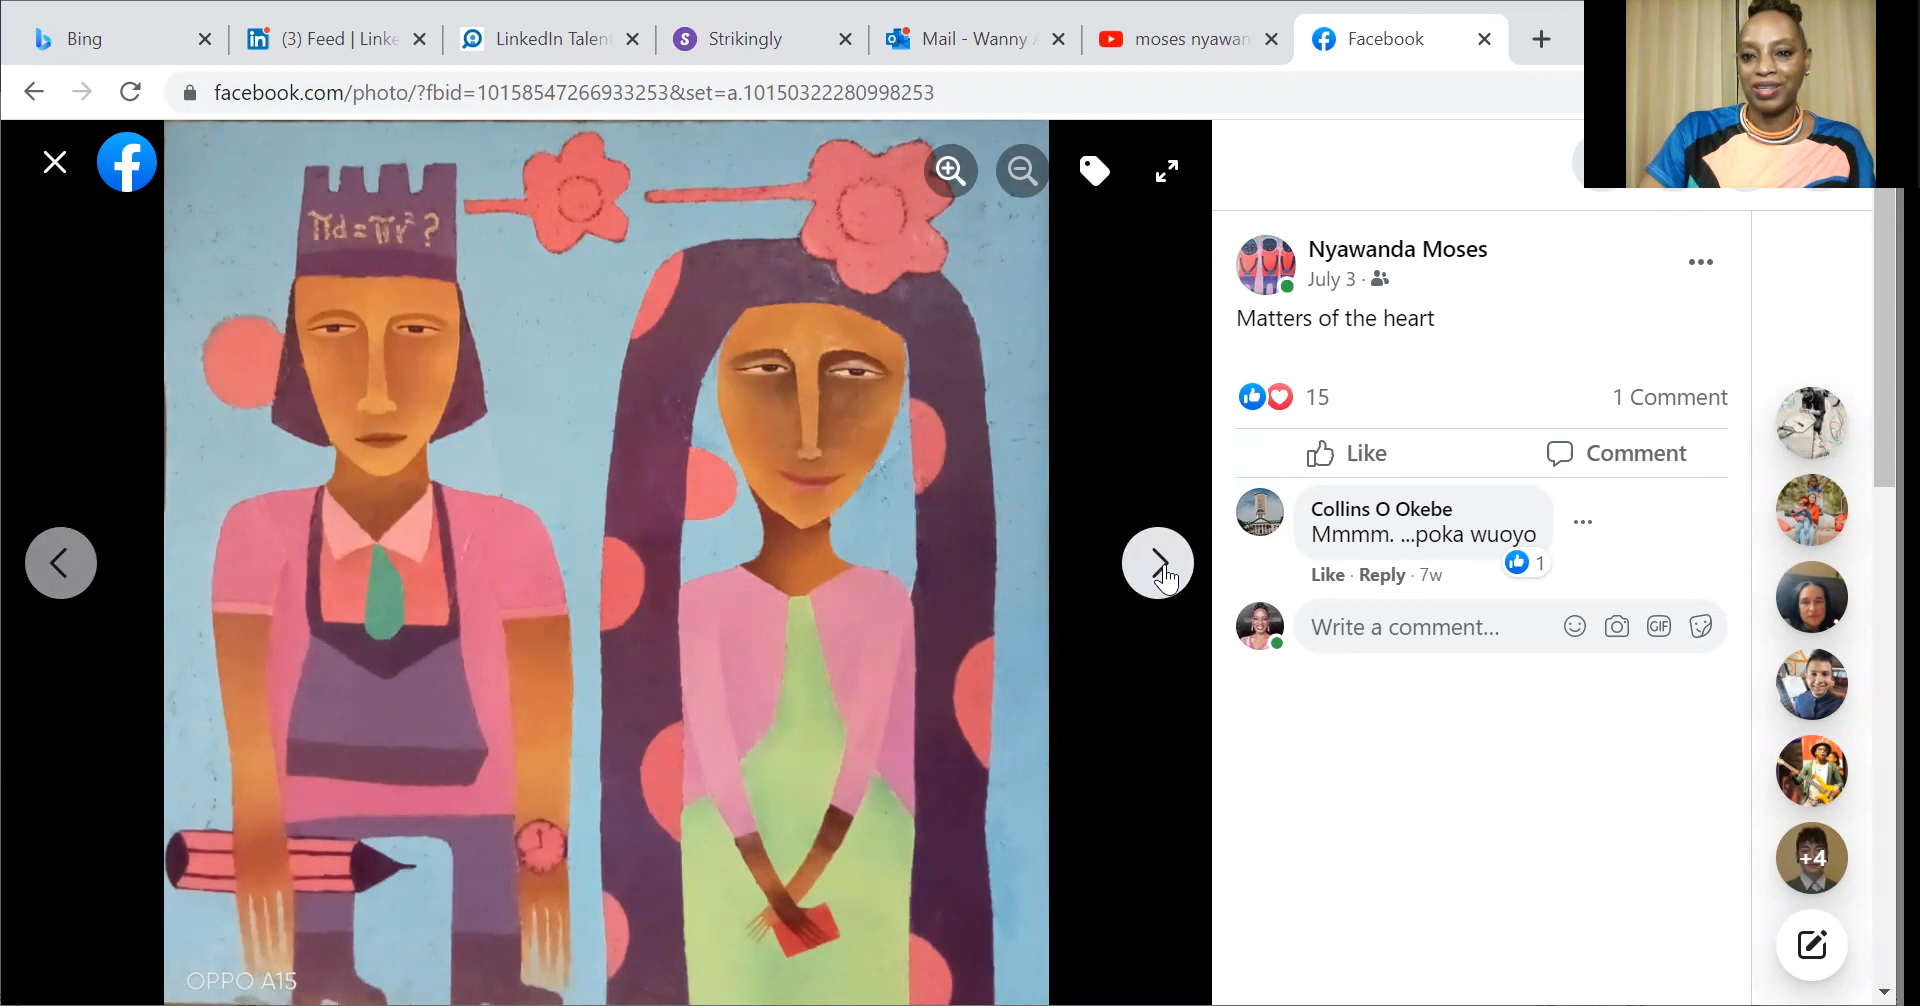 Bing
(3) Feed | Linke
LinkedIn Talent
Strikingly
Mail - Wanny
moses nyawan
Facebook
facebook.com/photo/?fbid=10158547266933253&set=a.10150322280998253
πd=πr²?
OPPO A15
Nyawanda Moses
July 3 ·
Matters of the heart
15
1 Comment
Like
Comment
Collins O Okebe
Mmmm. ...poka wuoyo
1
Like · Reply · 7w
Write a comment...
GIF
+4